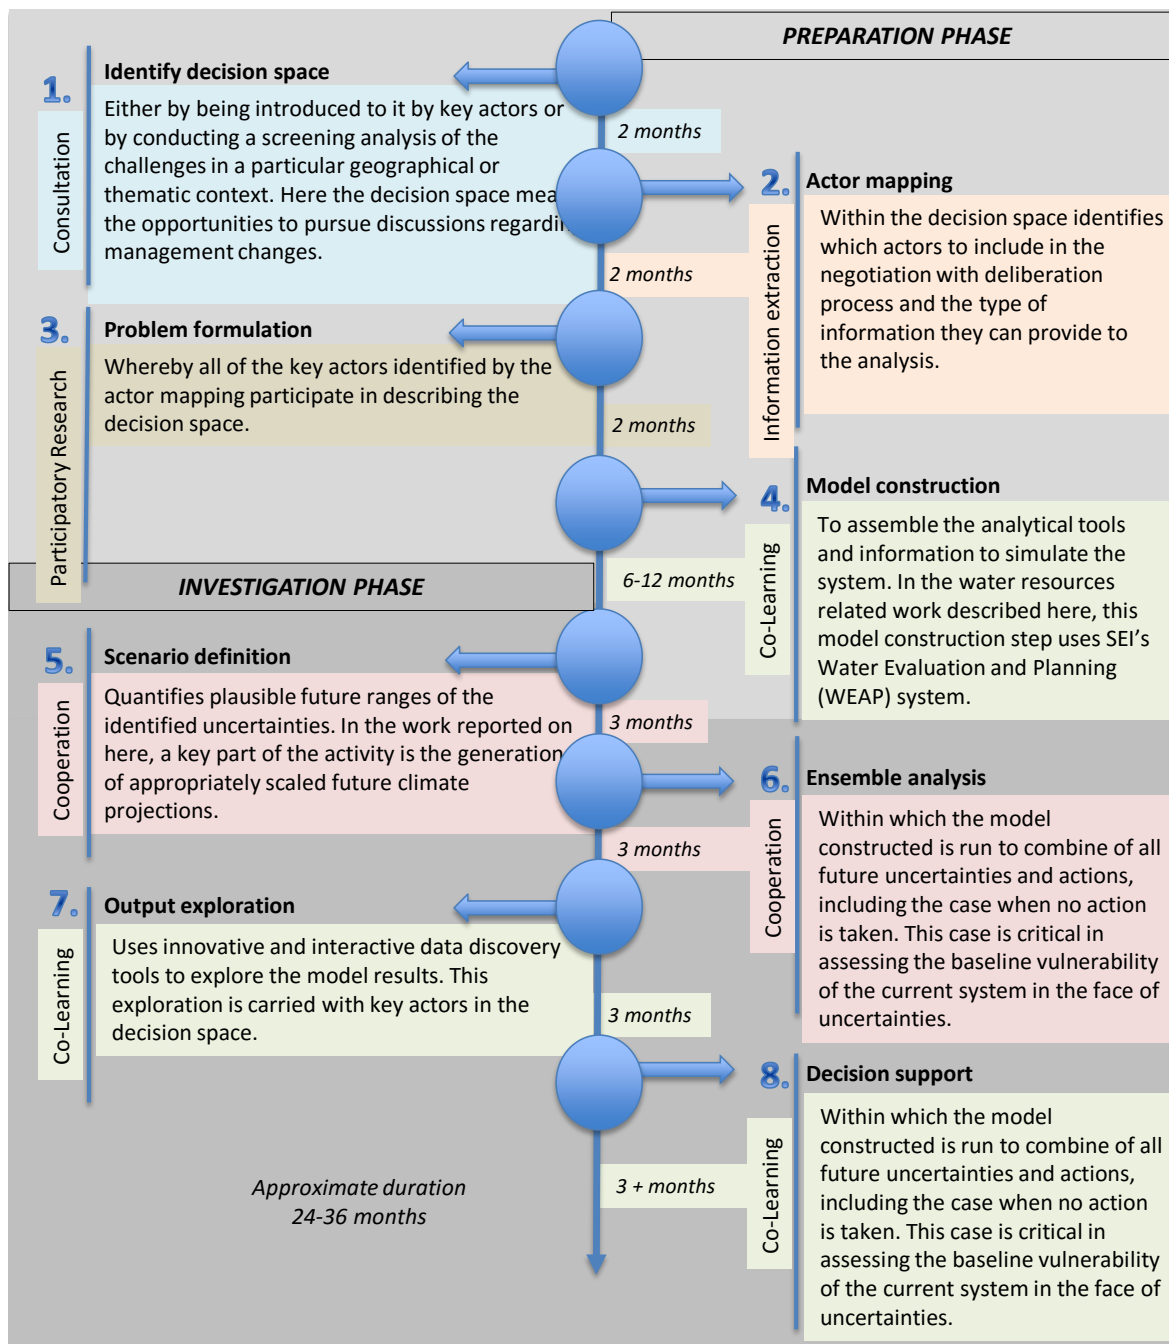 PREPARATION PHASE
1.
Consultation
Identify decision space
Either by being introduced to it by key actors or
by conducting a screening analysis of the
challenges in a particular geographical or
thematic context. Here the decision space mea
the opportunities to pursue discussions regardin
management changes.
2 months
2.
Information extraction
Actor mapping
Within the decision space identifies
which actors to include in the
negotiation with deliberation
process and the type of
information they can provide to
the analysis.
2 months
3.
Participatory Research
Problem formulation
Whereby all of the key actors identified by the
actor mapping participate in describing the
decision space.
2 months
4.
Co-Learning
Model construction
To assemble the analytical tools
and information to simulate the
system. In the water resources
related work described here, this
model construction step uses SEI’s
Water Evaluation and Planning
(WEAP) system.
6-12 months
INVESTIGATION PHASE
5.
Cooperation
Scenario definition
Quantifies plausible future ranges of the
identified uncertainties. In the work reported on
here, a key part of the activity is the generation
of appropriately scaled future climate
projections.
3 months
6.
Cooperation
Ensemble analysis
Within which the model
constructed is run to combine of all
future uncertainties and actions,
including the case when no action
is taken. This case is critical in
assessing the baseline vulnerability
of the current system in the face of
uncertainties.
3 months
7.
Co-Learning
Output exploration
Uses innovative and interactive data discovery
tools to explore the model results. This
exploration is carried with key actors in the
decision space.
3 months
8.
Co-Learning
Decision support
Within which the model
constructed is run to combine of all
future uncertainties and actions,
including the case when no action
is taken. This case is critical in
assessing the baseline vulnerability
of the current system in the face of
uncertainties.
3 + months
Approximate duration
24-36 months